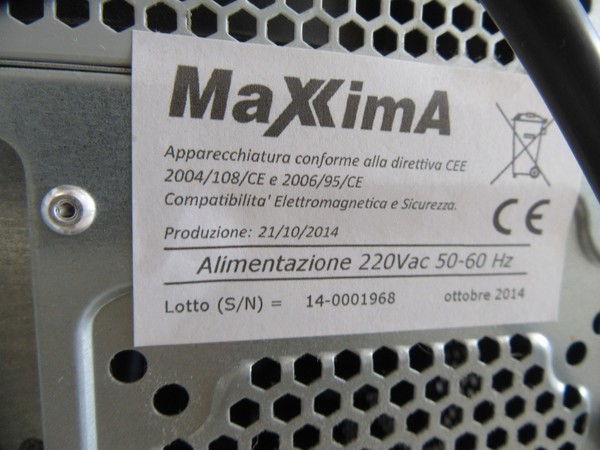 MaXximA
Apparecchiatura conforme alla direttiva CEE
2004/108/CE e 2006/95/CE
Compatibilita' Elettromagnetica e Sicurezza.
CE
Produzione: 21/10/2014
Alimentazione 220Vac 50-60 Hz
Lotto (S/N) = 14-0001968 ottobre 2014